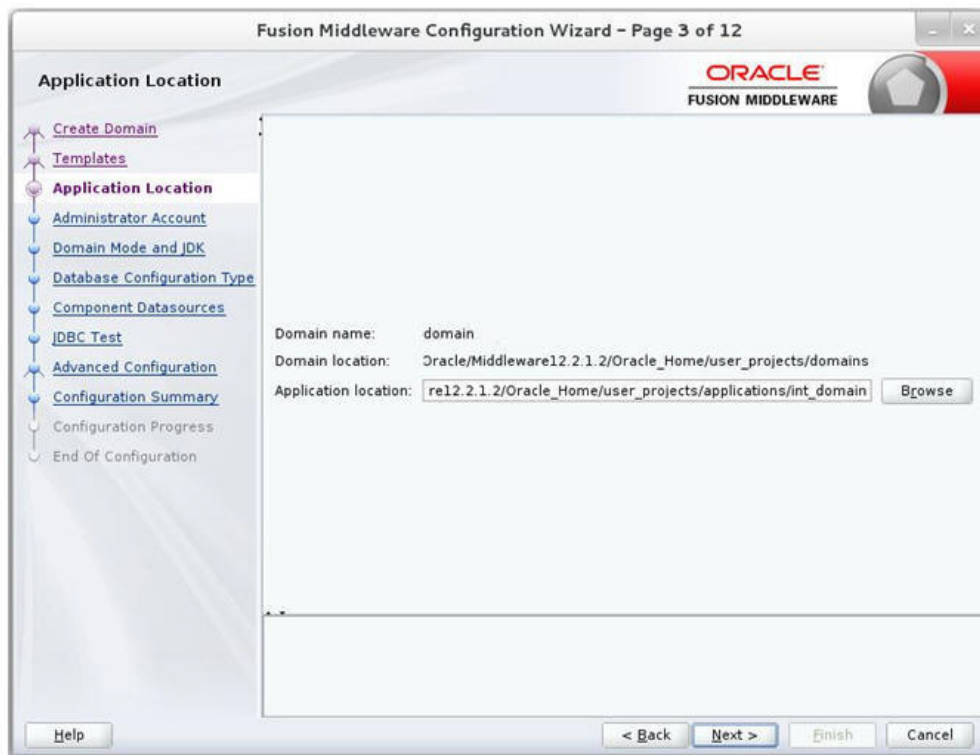 Fusion Middleware Configuration Wizard - Page 3 of 12
Application Location
ORACLE
FUSION MIDDLEWARE
Create Domain
Templates
Application Location
Administrator Account
Domain Mode and JDK
Database Configuration Type
Component Datasources
JDBC Test
Advanced Configuration
Configuration Summary
Configuration Progress
End Of Configuration
Domain name: domain
Domain location: Oracle/Middleware12.2.1.2/Oracle_Home/user_projects/domains
Application location: re12.2.1.2/Oracle_Home/user_projects/applications/int_domain Browse
Help < Back Next > Finish Cancel